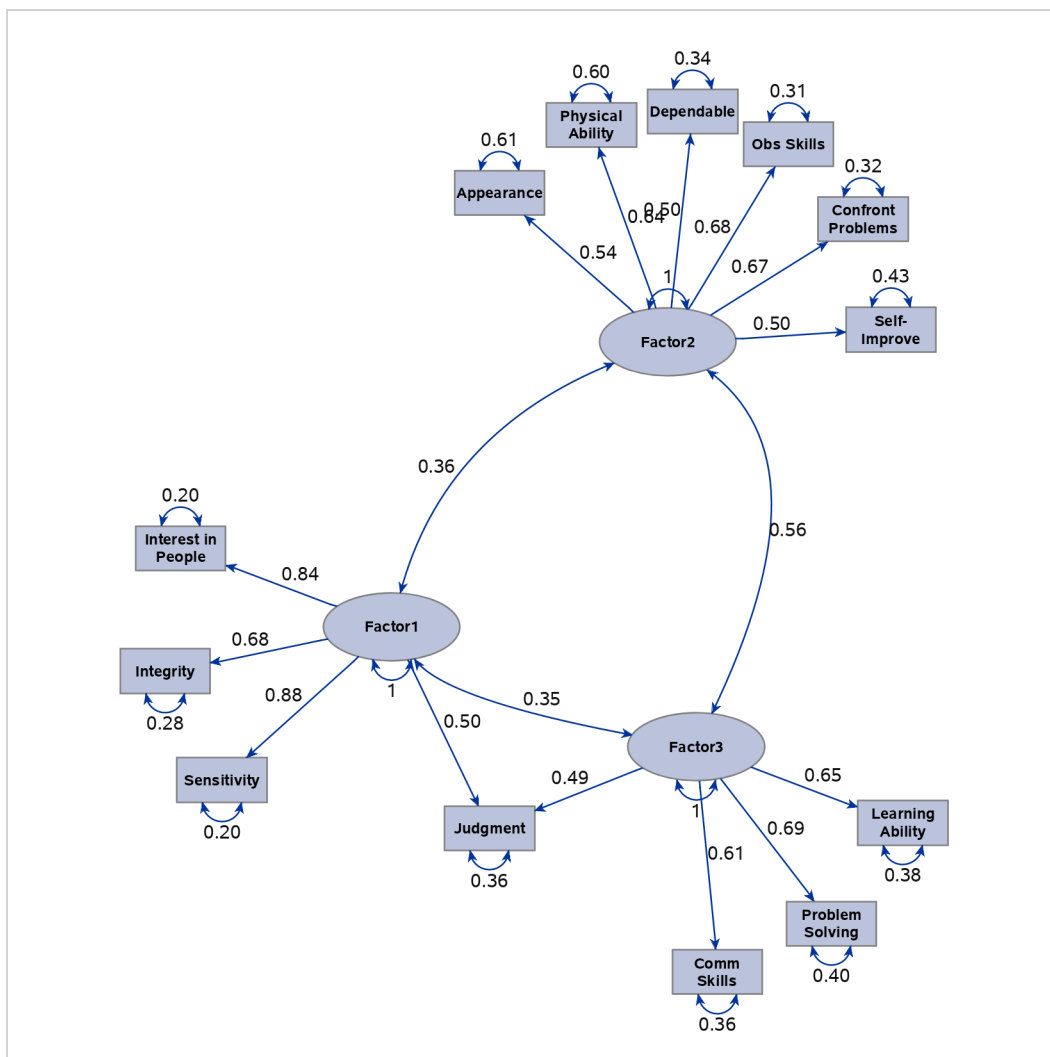 0.34
0.60
Dependable
0.31
Physical
Ability
Obs Skills
0.61
0.32
Appearance
Confront
Problems
0.64
0.50
0.68
0.54
0.67
1
0.43
Self-
Improve
0.50
Factor2
0.36
0.56
0.20
Interest in
People
0.84
Factor1
0.68
Integrity
0.28
0.88
1
0.35
0.50
Sensitivity
0.20
Factor3
0.49
0.65
1
Judgment
0.36
0.69
Learning
Ability
0.38
0.61
Problem
Solving
0.40
Comm
Skills
0.36